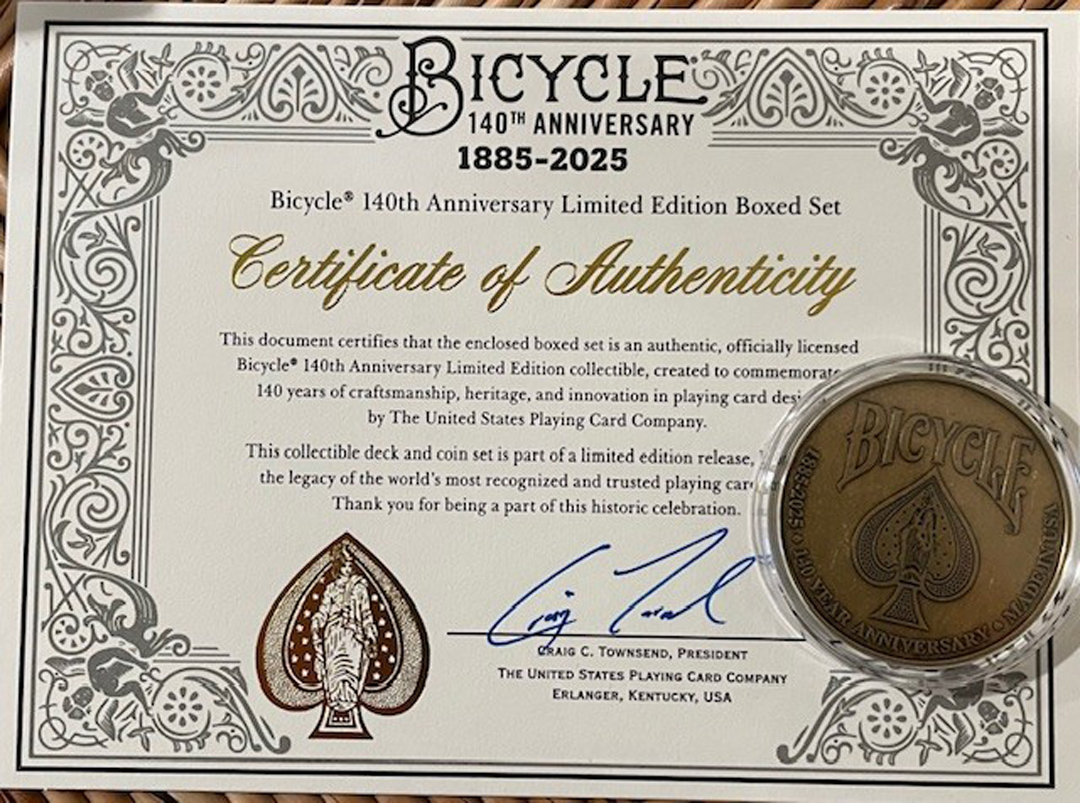 BICYCLE
140TH ANNIVERSARY
1885-2025
Bicycle® 140th Anniversary Limited Edition Boxed Set
Certificate of Authenticity
This document certifies that the enclosed boxed set is an authentic, officially licensed
Bicycle® 140th Anniversary Limited Edition collectible, created to commemorate
140 years of craftsmanship, heritage, and innovation in playing card
by The United States Playing Card Company.
This collectible deck and coin set is part of a limited edition release,
the legacy of the world's most recognized and trusted playing
Thank you for being a part of this historic celebration.
Craig
CRAIG C. TOWNSEND, PRESIDENT
THE UNITED STATES PLAYING CARD COMPANY
ERLANGER, KENTUCKY, USA
BICYCLE
1885-2025 • 140 YEAR ANNIVERSARY • MADE IN USA